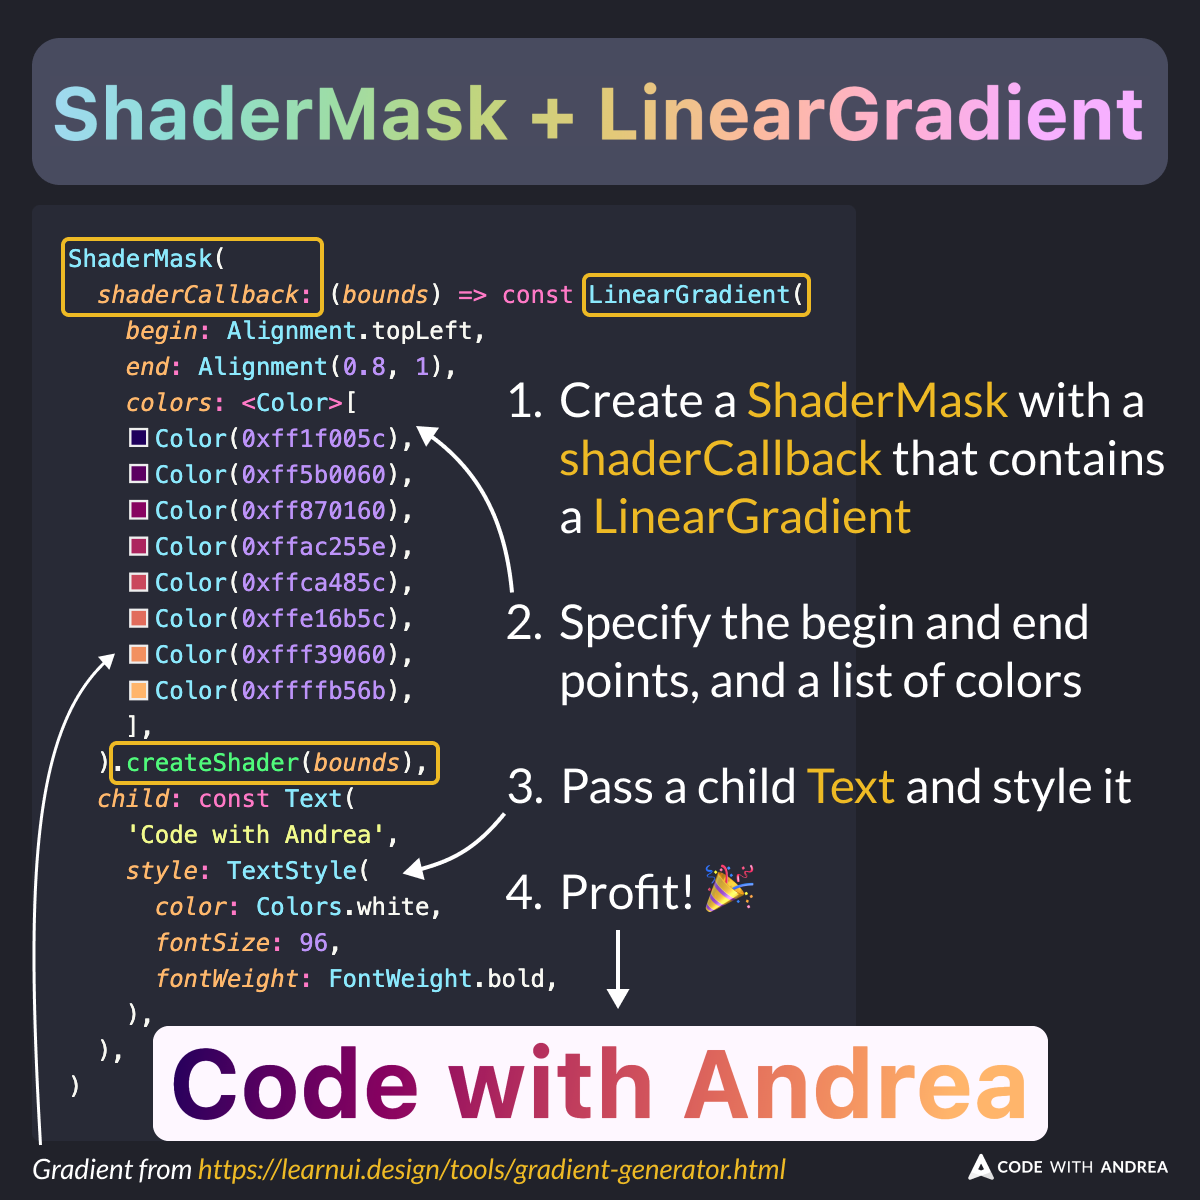 ShaderMask + LinearGradient
ShaderMask(
shaderCallback: (bounds) => const LinearGradient(
begin: Alignment.topLeft,
end: Alignment(0.8, 1),
colors: <Color>[
Color(0xff1f005c),
Color(0xff5b0060),
Color(0xff870160),
Color(0xffac255e),
Color(0xffca485c),
Color(0xffe16b5c),
Color(0xfff39060),
Color(0xffffb56b),
],
).createShader(bounds),
child: const Text(
'Code with Andrea',
style: TextStyle(
color: Colors.white,
fontSize: 96,
fontWeight: FontWeight.bold,
),
),
)
1. Create a ShaderMask with a
shaderCallback that contains
a LinearGradient
2. Specify the begin and end
points, and a list of colors
3. Pass a child Text and style it
4. Profit! 🎉
Code with Andrea
Gradient from https://learnui.design/tools/gradient-generator.html
CODE WITH ANDREA